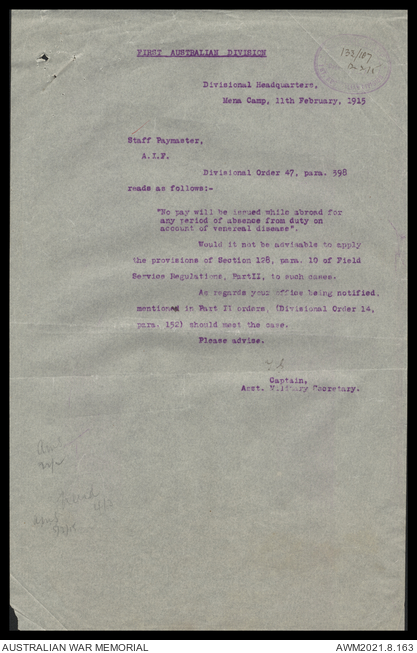 FIRST AUSTRALIAN DIVISION
133/187
Divisional Headquarters,
Mena Camp, 11th February, 1915
Staff Paymaster,
A.I.F.
Divisional Order 47, para. 398
reads as follows:-
"No pay will be issued while abroad for
any period of absence from duty on
account of venereal disease".
Would it not be advisable to apply
the provisions of Section 128, para. 10 of Field
Service Regulations, PartII, to such cases.
As regards your office being notified,
mentioned in Part II orders, (Divisional Order 14,
para. 152) should meet the case.
Please advise.
Captain,
Asst. Military Secretary.
AUSTRALIAN WAR MEMORIAL
AWM2021.8.163